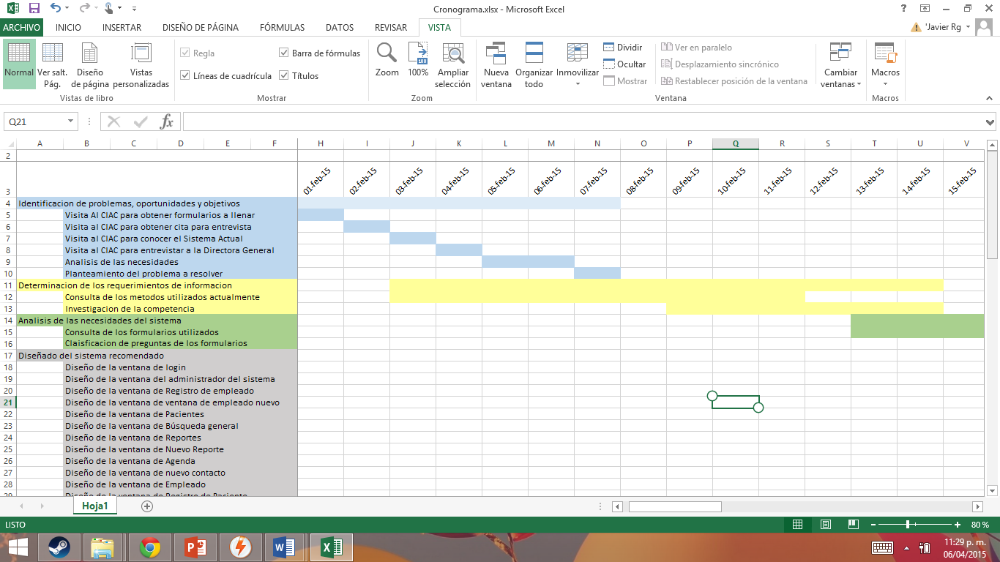 Cronograma.xlsx - Microsoft Excel
?
ARCHIVO INICIO INSERTAR DISEÑO DE PÁGINA FÓRMULAS DATOS REVISAR VISTA 'Javier Rg
Normal
Ver salt. Pág.
Diseño de página
Vistas personalizadas
Vistas de libro
Regla
Barra de fórmulas
Líneas de cuadrícula
Títulos
Mostrar
Zoom
100%
Ampliar selección
Zoom
Nueva ventana
Organizar todo
Inmovilizar
Dividir
Ocultar
Mostrar
Ver en paralelo
Desplazamiento sincrónico
Restablecer posición de la ventana
Cambiar ventanas
Ventana
Macros
Macros
Q21 fx
A B C D E F H I J K L M N O P Q R S T U V
2
3 01-feb-15 02-feb-15 03-feb-15 04-feb-15 05-feb-15 06-feb-15 07-feb-15 08-feb-15 09-feb-15 10-feb-15 11-feb-15 12-feb-15 13-feb-15 14-feb-15 15-feb-15
4 Identificacion de problemas, oportunidades y objetivos
5 Visita Al CIAC para obtener formularios a llenar
6 Visita al CIAC para obtener cita para entrevista
7 Visita al CIAC para conocer el Sistema Actual
8 Visita al CIAC para entrevistar a la Directora General
9 Analisis de las necesidades
10 Planteamiento del problema a resolver
11 Determinacion de los requerimientos de informacion
12 Consulta de los metodos utilizados actualmente
13 Investigacion de la competencia
14 Analisis de las necesidades del sistema
15 Consulta de los formularios utilizados
16 Claisficacion de preguntas de los formularios
17 Diseñado del sistema recomendado
18 Diseño de la ventana de login
19 Diseño de la ventana del administrador del sistema
20 Diseño de la ventana de Registro de empleado
21 Diseño de la ventana de ventana de empleado nuevo
22 Diseño de la ventana de Pacientes
23 Diseño de la ventana de Búsqueda general
24 Diseño de la ventana de Reportes
25 Diseño de la ventana de Nuevo Reporte
26 Diseño de la ventana de Agenda
27 Diseño de la ventana de nuevo contacto
28 Diseño de la ventana de Empleado
29 Diseño de la ventana de Registro de Paciente
Hoja1
LISTO 80 %
11:29 p. m.
06/04/2015